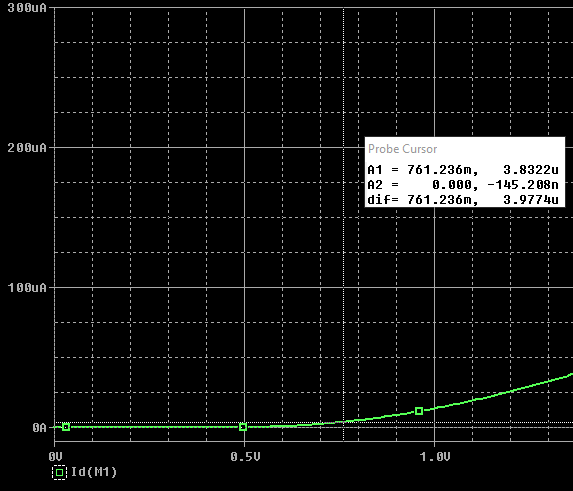 300uA
200uA
Probe Cursor
A1 = 761.236m, 3.8322u
A2 = 0.000, -145.208n
dif= 761.236m, 3.9774u
100uA
0A
0V 0.5V 1.0V
Id(M1)